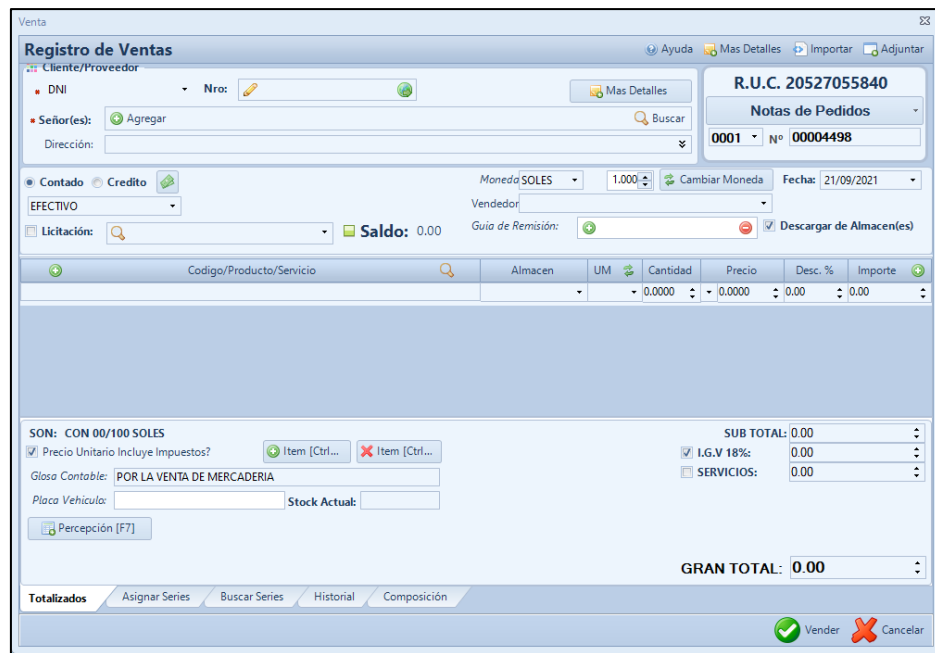 Venta
Registro de Ventas Ayuda Mas Detalles Importar Adjuntar
Cliente/Proveedor
* DNI Nro: Mas Detalles
R.U.C. 20527055840
Notas de Pedidos
* Señor(es): Agregar Buscar
0001 Nº 00004498
Dirección:
Contado Credito Moneda SOLES 1.000 Cambiar Moneda Fecha: 21/09/2021
EFECTIVO Vendedor
Licitación: Saldo: 0.00 Guia de Remisión: Descargar de Almacen(es)
Codigo/Producto/Servicio Almacen UM Cantidad Precio Desc. % Importe
0.0000 0.0000 0.00 0.00
SON: CON 00/100 SOLES SUB TOTAL: 0.00
Precio Unitario Incluye Impuestos? Item [Ctrl... Item [Ctrl... I.G.V 18%: 0.00
Glosa Contable: POR LA VENTA DE MERCADERIA SERVICIOS: 0.00
Placa Vehiculo: Stock Actual:
Percepción [F7]
GRAN TOTAL: 0.00
Totalizados Asignar Series Buscar Series Historial Composición
Vender Cancelar